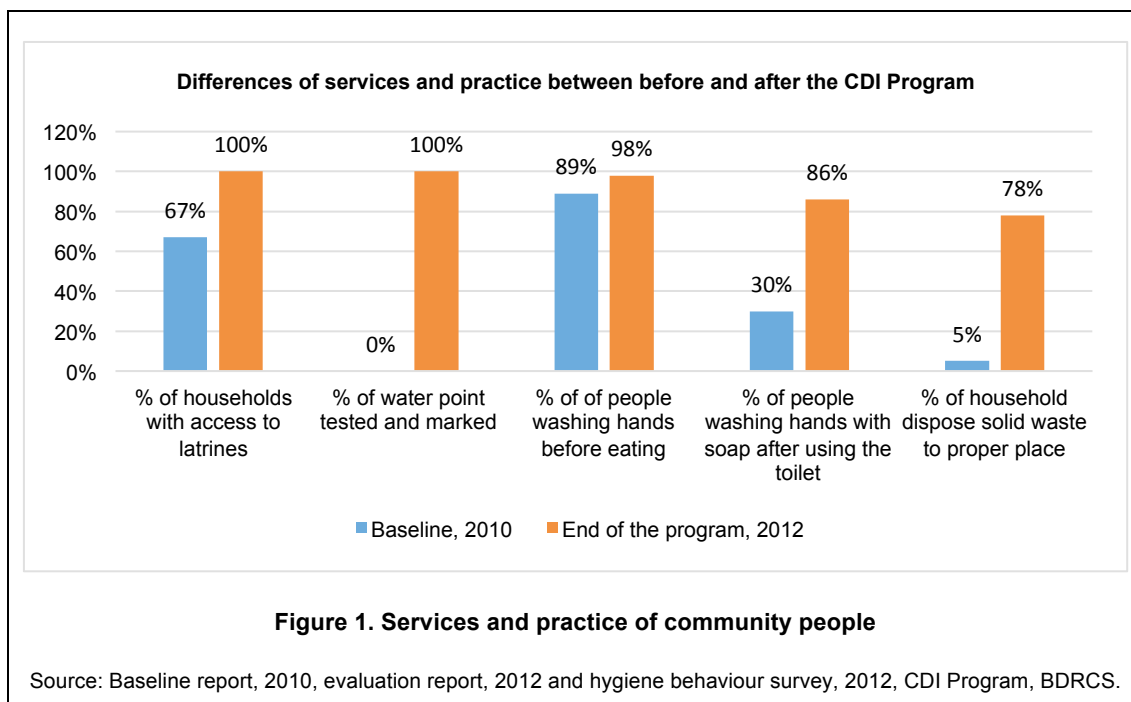 Differences of services and practice between before and after the CDI Program
120%
100%
80%
60%
40%
20%
0%
67%
100%
0%
100%
89%
98%
30%
86%
5%
78%
% of households
with access to
latrines
% of water point
tested and marked
% of of people
washing hands
before eating
% of people
washing hands with
soap after using the
toilet
% of household
dispose solid waste
to proper place
Baseline, 2010
End of the program, 2012
Figure 1. Services and practice of community people
Source: Baseline report, 2010, evaluation report, 2012 and hygiene behaviour survey, 2012, CDI Program, BDRCS.